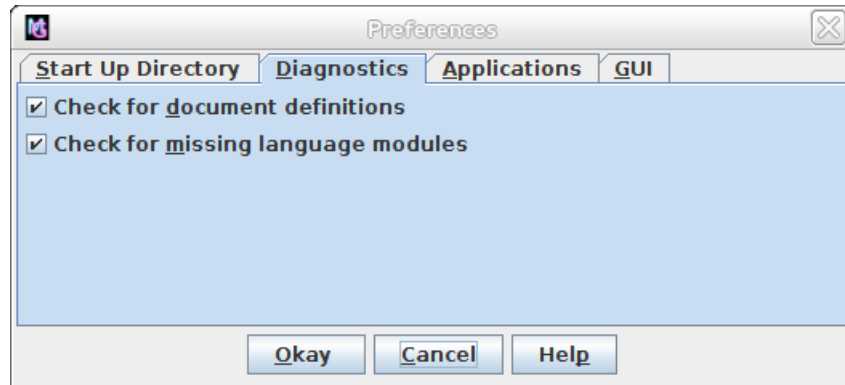 Preferences
Start Up Directory Diagnostics Applications GUI
Check for document definitions
Check for missing language modules
Okay Cancel Help